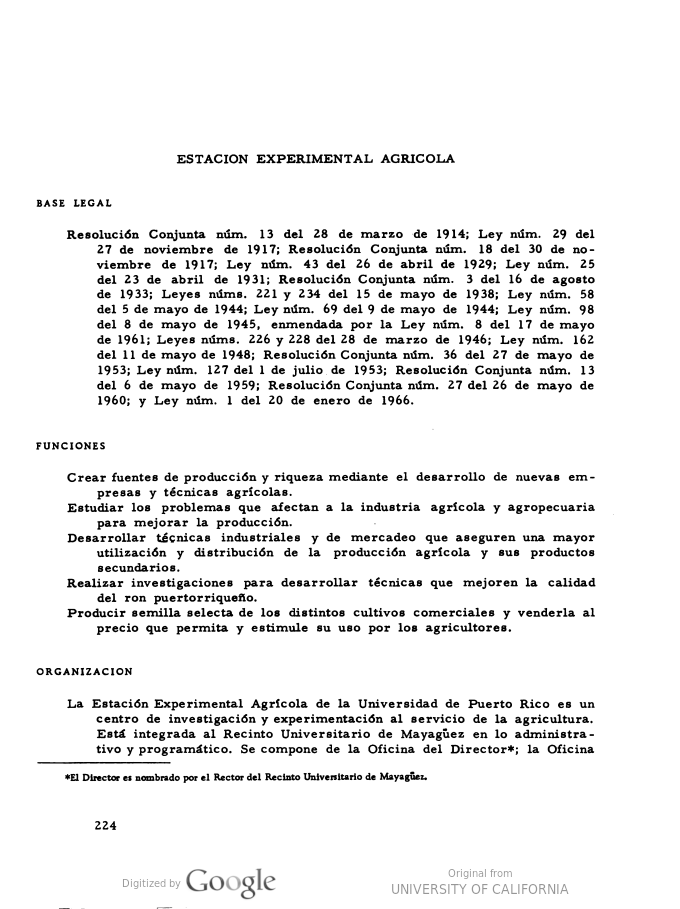 ESTACION EXPERIMENTAL AGRICOLA
BASE LEGAL
Resolución Conjunta núm. 13 del 28 de marzo de 1914; Ley núm. 29 del
27 de noviembre de 1917; Resolución Conjunta núm. 18 del 30 de no-
viembre de 1917; Ley núm. 43 del 26 de abril de 1929; Ley núm. 25
del 23 de abril de 1931; Resolución Conjunta núm. 3 del 16 de agosto
de 1933; Leyes núms. 221 y 234 del 15 de mayo de 1938; Ley núm. 58
del 5 de mayo de 1944; Ley núm. 69 del 9 de mayo de 1944; Ley núm. 98
del 8 de mayo de 1945, enmendada por la Ley núm. 8 del 17 de mayo
de 1961; Leyes núms. 226 y 228 del 28 de marzo de 1946; Ley núm. 162
del 11 de mayo de 1948; Resolución Conjunta núm. 36 del 27 de mayo de
1953; Ley núm. 127 del 1 de julio de 1953; Resolución Conjunta núm. 13
del 6 de mayo de 1959; Resolución Conjunta núm. 27 del 26 de mayo de
1960; y Ley núm. 1 del 20 de enero de 1966.
FUNCIONES
Crear fuentes de producción y riqueza mediante el desarrollo de nuevas em-
presas y técnicas agrícolas.
Estudiar los problemas que afectan a la industria agrícola y agropecuaria
para mejorar la producción.
Desarrollar técnicas industriales y de mercadeo que aseguren una mayor
utilización y distribución de la producción agrícola y sus productos
secundarios.
Realizar investigaciones para desarrollar técnicas que mejoren la calidad
del ron puertorriqueño.
Producir semilla selecta de los distintos cultivos comerciales y venderla al
precio que permita y estimule su uso por los agricultores.
ORGANIZACION
La Estación Experimental Agrícola de la Universidad de Puerto Rico es un
centro de investigación y experimentación al servicio de la agricultura.
Está integrada al Recinto Universitario de Mayagüez en lo administra-
tivo y programático. Se compone de la Oficina del Director*; la Oficina
*El Director es nombrado por el Rector del Recinto Universitario de Mayagüez.
224
Digitized by Google
Original from
UNIVERSITY OF CALIFORNIA